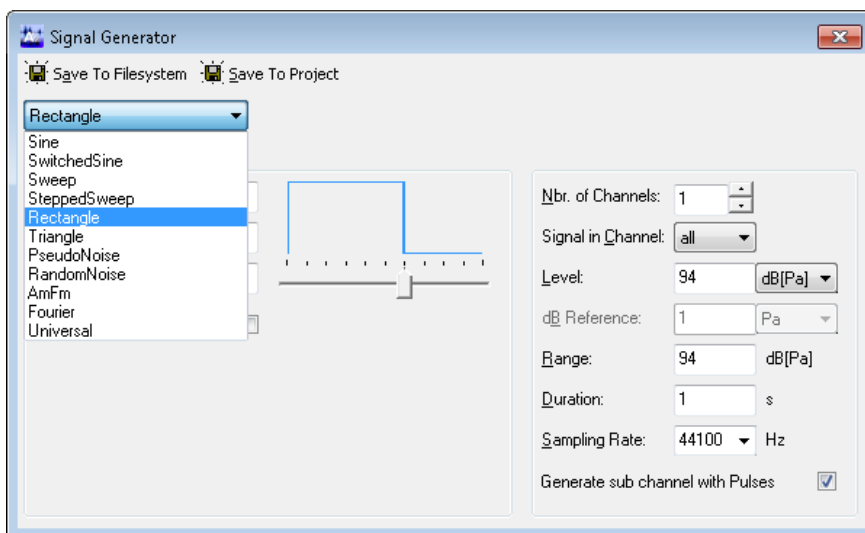 Signal Generator
Save To Filesystem Save To Project
Rectangle
Sine
SwitchedSine
Sweep
SteppedSweep
Rectangle
Triangle
PseudoNoise
RandomNoise
AmFm
Fourier
Universal
Nbr. of Channels: 1
Signal in Channel: all
Level: 94 dB[Pa]
dB Reference: 1 Pa
Range: 94 dB[Pa]
Duration: 1 s
Sampling Rate: 44100 Hz
Generate sub channel with Pulses